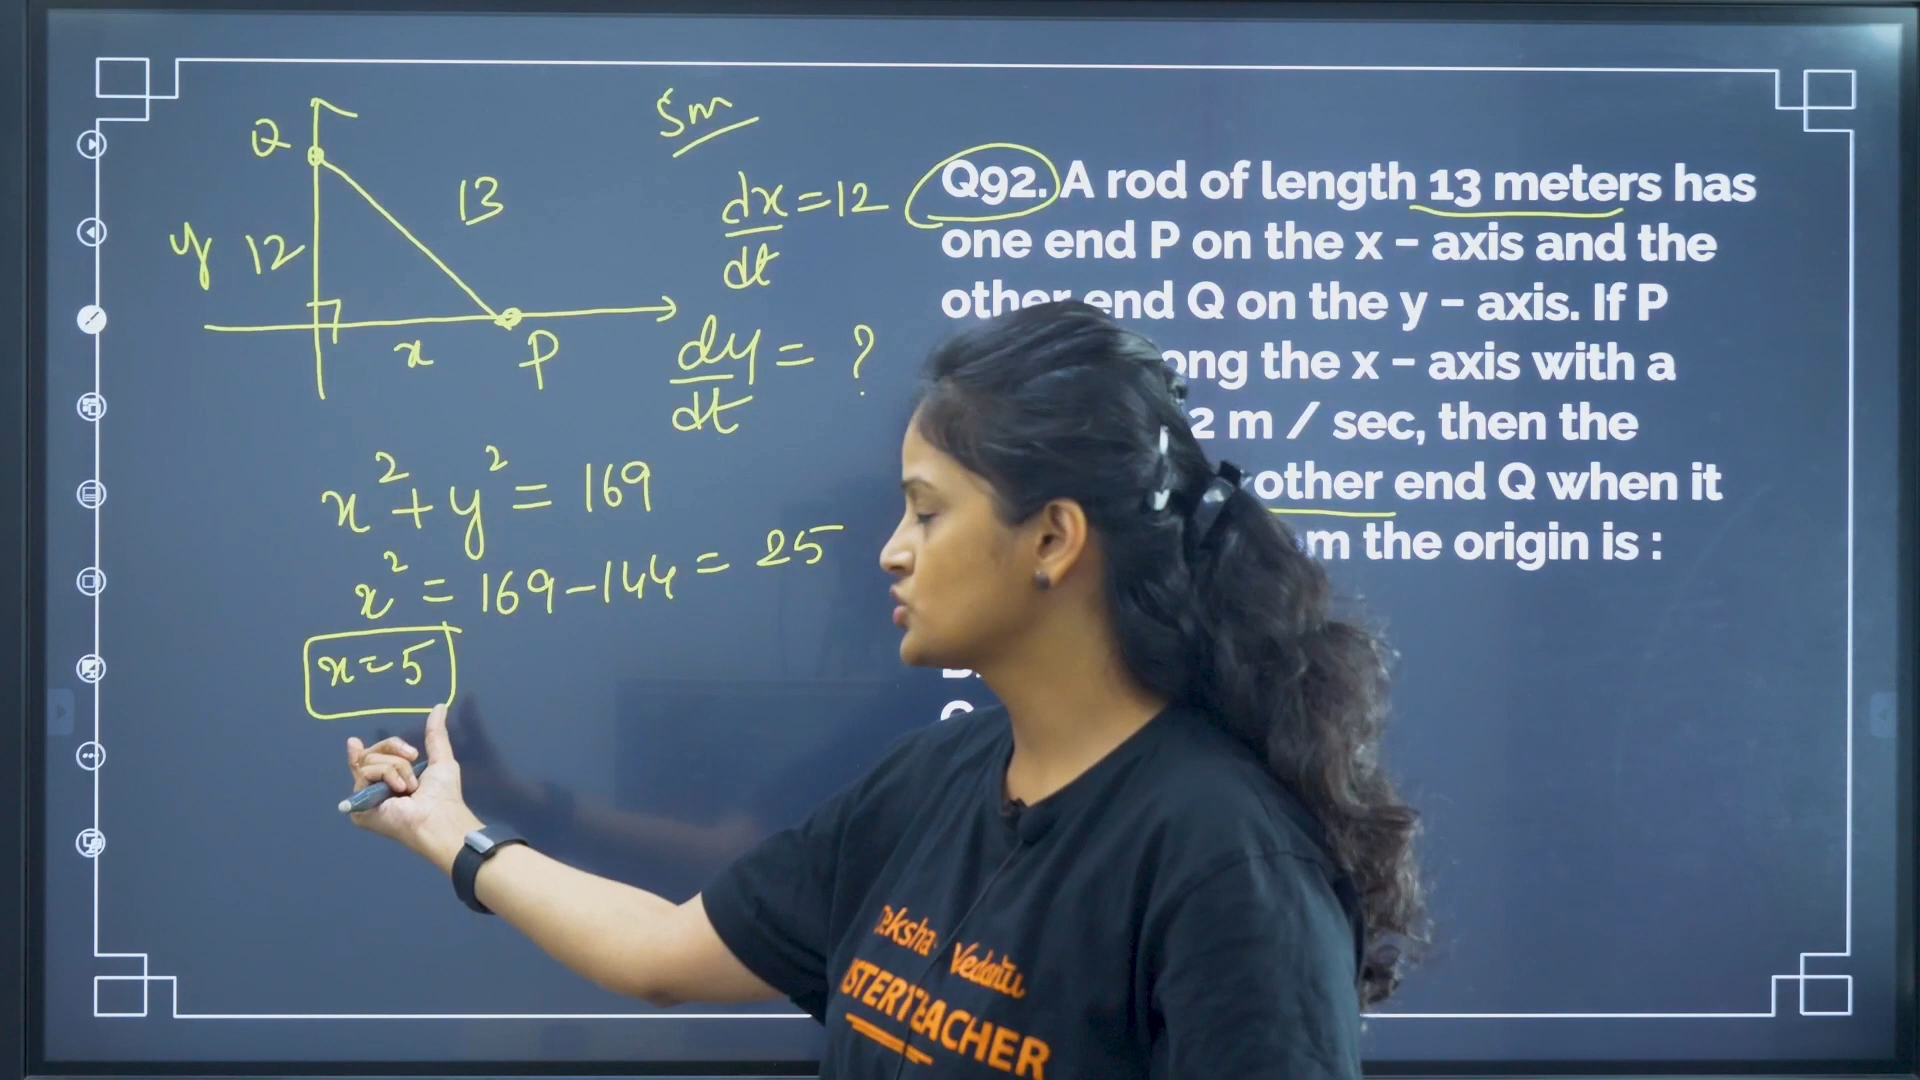 Q
y 12
13
x
P
5m
dx = 12
dt
dy = ?
dt
x² + y² = 169
x² = 169 - 144 = 25
x = 5
Q92. A rod of length 13 meters has
one end P on the x – axis and the
other end Q on the y – axis. If P
ong the x – axis with a
2 m / sec, then the
other end Q when it
m the origin is :
eksha Vedantu
STERTEACHER